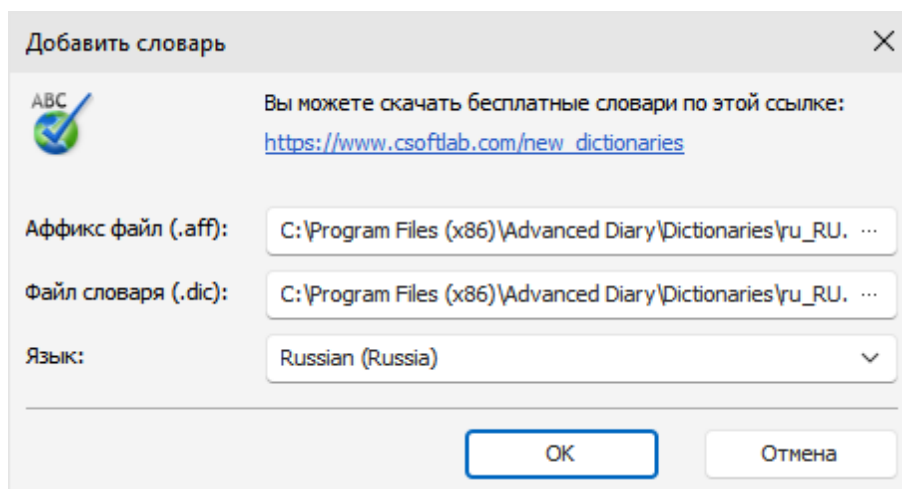 Добавить словарь
ABC
Вы можете скачать бесплатные словари по этой ссылке:
https://www.csoftlab.com/new_dictionaries
Аффикс файл (.aff):
C:\Program Files (x86)\Advanced Diary\Dictionaries\ru_RU. ...
Файл словаря (.dic):
C:\Program Files (x86)\Advanced Diary\Dictionaries\ru_RU. ...
Язык:
Russian (Russia)
OK
Отмена